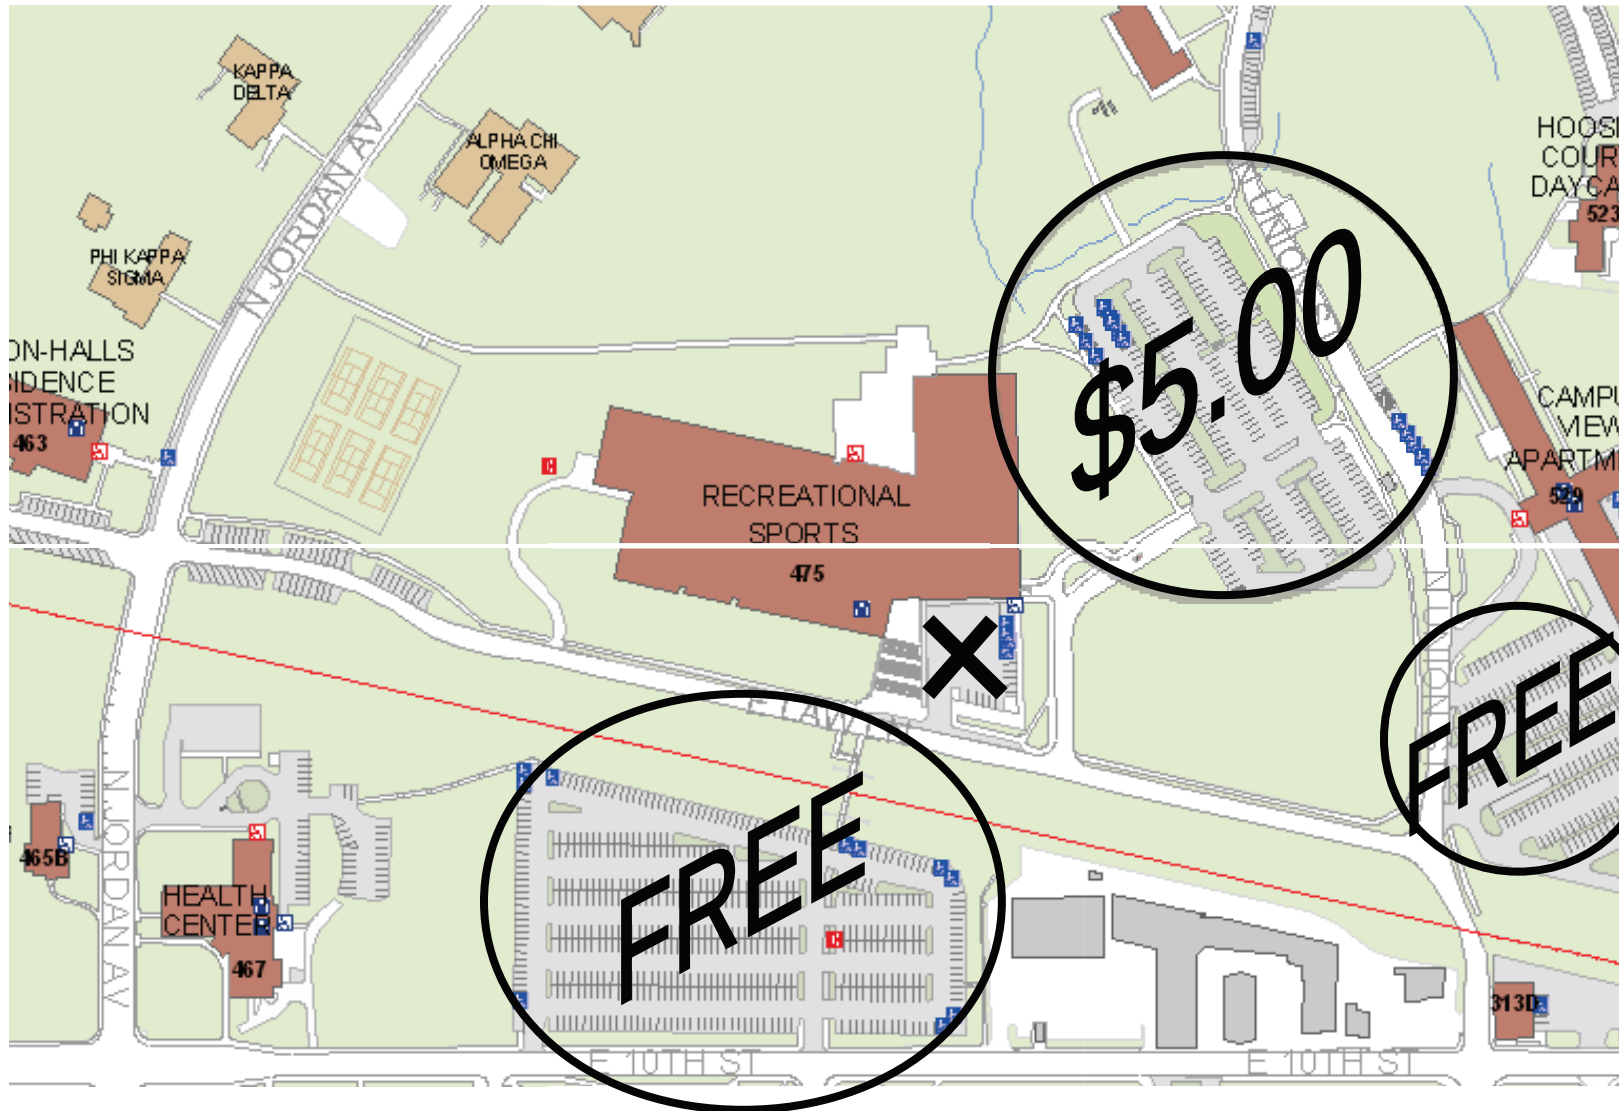 KAPPA
DELTA
ALPHA CHI
OMEGA
N JORDAN AV
PHI KAPPA
SIGMA
ON-HALLS
IDENCE
ISTRATION
463
HOOSI
COUR
DAYCA
523
$5.00
CAMPU
VIEW
APARTM
529
RECREATIONAL
SPORTS
475
FREE
FREE
465B
N JORDAN AV
HEALTH
CENTER
467
313D
E 10TH ST
E 10TH ST